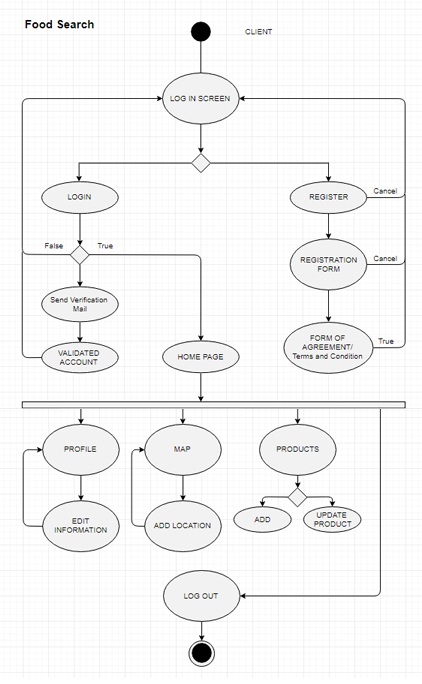 Food Search
CLIENT
LOG IN SCREEN
LOGIN
REGISTER
Cancel
False
True
REGISTRATION
FORM
Cancel
Send Verification
Mail
VALIDATED
ACCOUNT
HOME PAGE
FORM OF
AGREEMENT/
Terms and Condition
True
PROFILE
MAP
PRODUCTS
EDIT
INFORMATION
ADD LOCATION
ADD
UPDATE
PRODUCT
LOG OUT